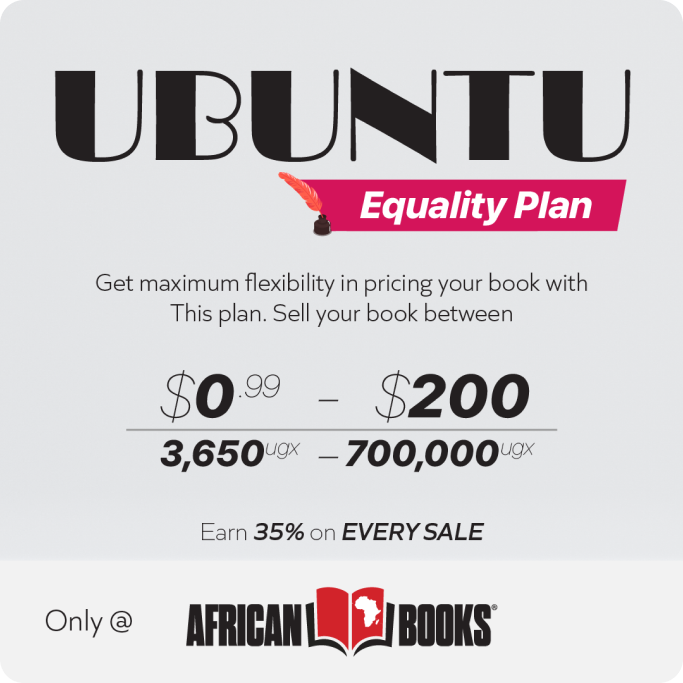 UBUNTU
Equality Plan
Get maximum flexibility in pricing your book with
This plan. Sell your book between
$0.99 – $200
3,650ugx – 700,000ugx
Earn 35% on EVERY SALE
Only @ AFRICAN BOOKS®